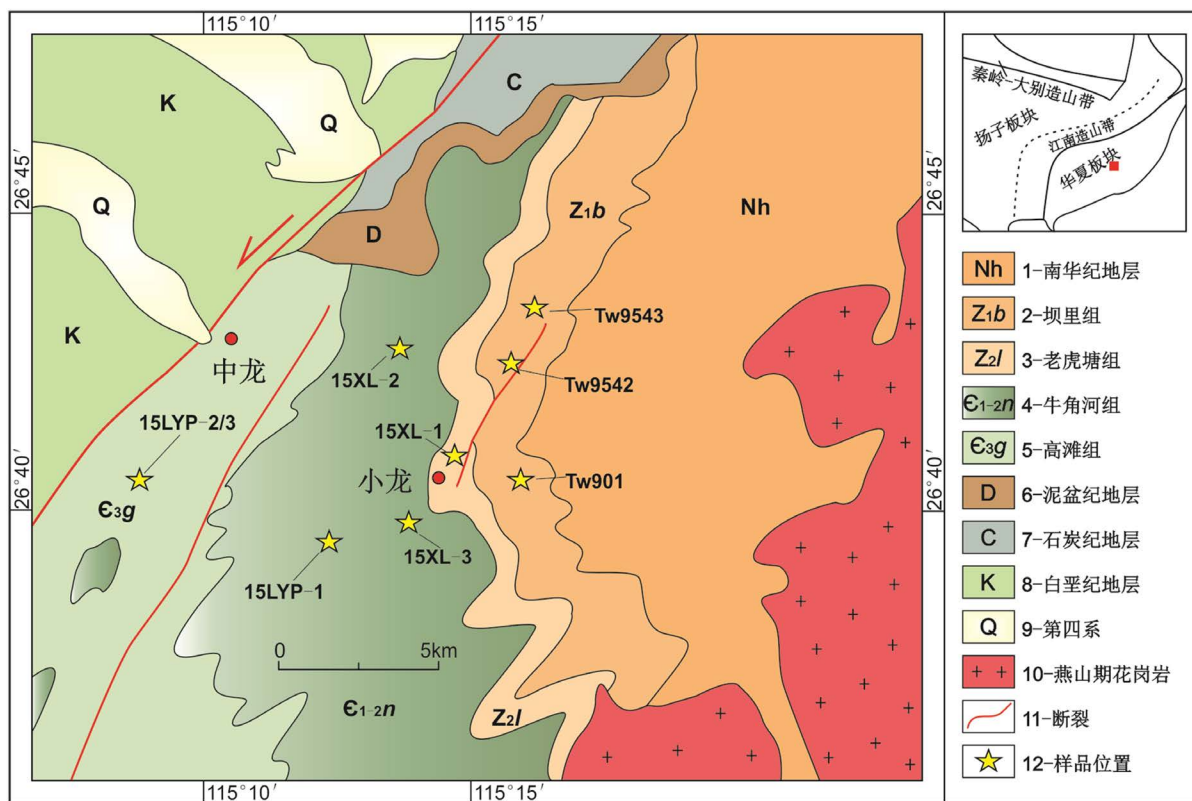 115°10′
115°15′
26°45′
26°40′
K
Q
C
Q
D
Z₁b
Nh
K
中龙
15XL-2
Tw9543
Tw9542
15LYP-2/3
15XL-1
小龙
Tw901
Є₃g
15XL-3
15LYP-1
0
5km
Є₁₋₂n
Z₂l
115°10′
115°15′
26°45′
26°40′
秦岭-大别造山带
扬子板块
江南造山带
华夏板块
Nh 1-南华纪地层
Z₁b 2-坝里组
Z₂l 3-老虎塘组
Є₁₋₂n 4-牛角河组
Є₃g 5-高滩组
D 6-泥盆纪地层
C 7-石炭纪地层
K 8-白垩纪地层
Q 9-第四系
10-燕山期花岗岩
11-断裂
12-样品位置